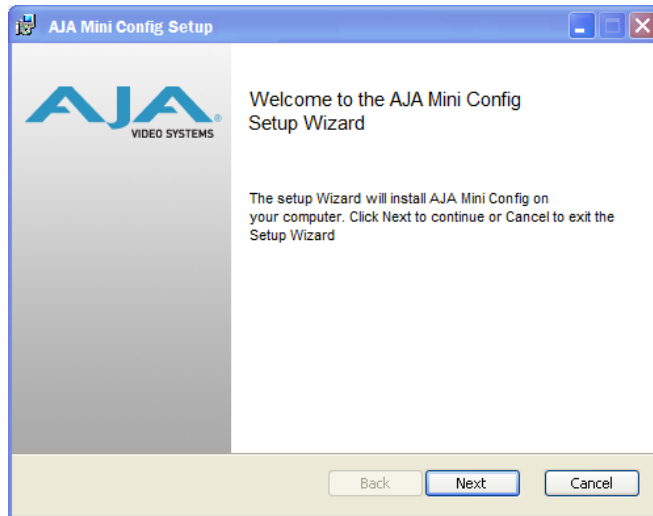 AJA Mini Config Setup
AJA
VIDEO SYSTEMS
Welcome to the AJA Mini Config
Setup Wizard
The setup Wizard will install AJA Mini Config on
your computer. Click Next to continue or Cancel to exit the
Setup Wizard
Back
Next
Cancel